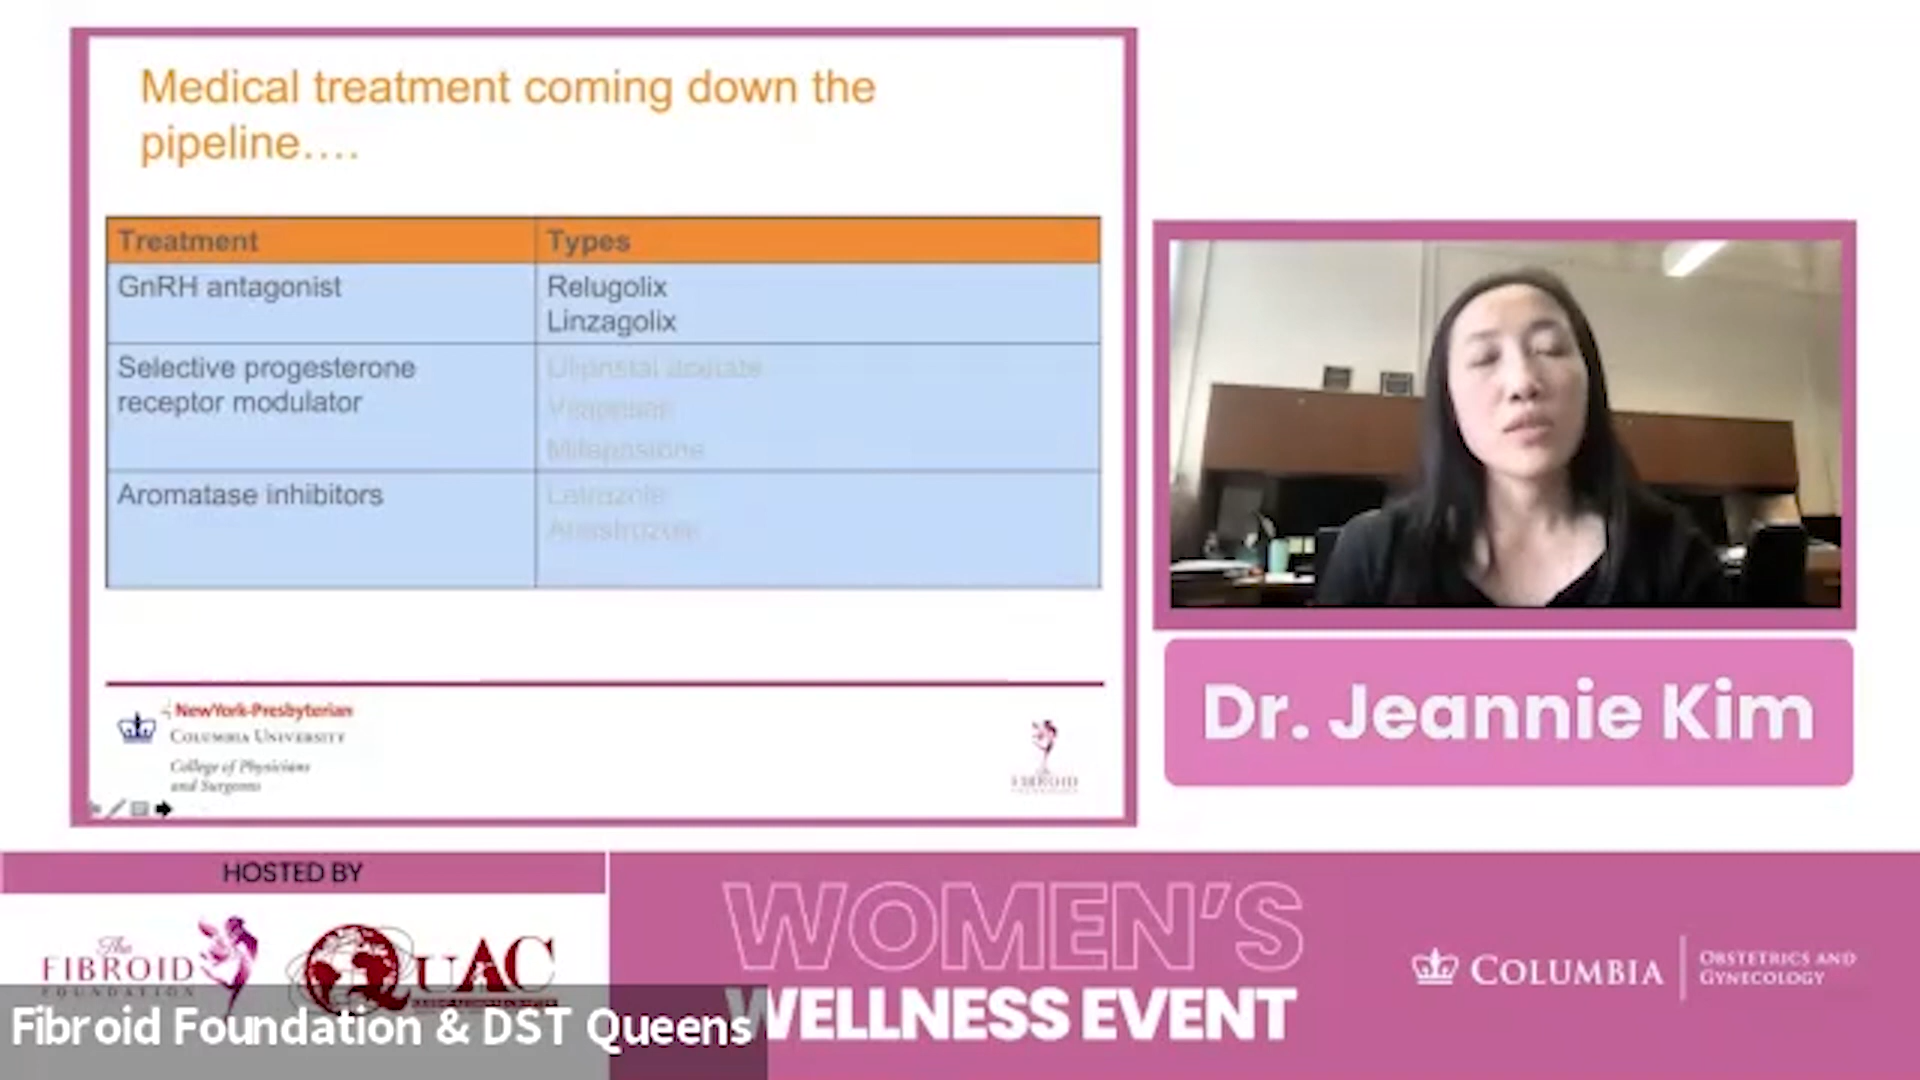 Medical treatment coming down the
pipeline....
Treatment
Types
GnRH antagonist
Relugolix
Linzagolix
Selective progesterone
receptor modulator
Aromatase inhibitors
NewYork-Presbyterian
COLUMBIA UNIVERSITY
College of Physicians
and Surgeons
FIBROID
Dr. Jeannie Kim
HOSTED BY
The
FIBROID
FOUNDATION
QUAC
Fibroid Foundation & DST Queens
WOMEN'S
WELLNESS EVENT
COLUMBIA
OBSTETRICS AND
GYNECOLOGY